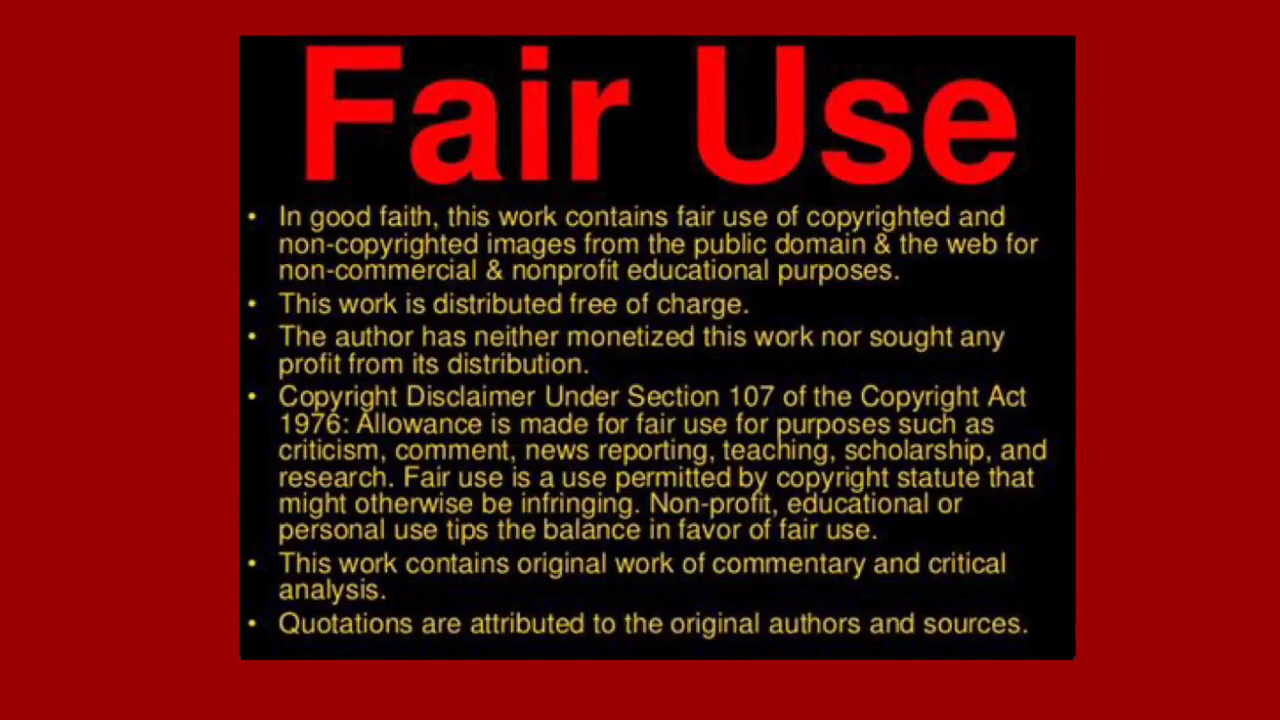 Fair Use
• In good faith, this work contains fair use of copyrighted and
non-copyrighted images from the public domain & the web for
non-commercial & nonprofit educational purposes.
• This work is distributed free of charge.
• The author has neither monetized this work nor sought any
profit from its distribution.
• Copyright Disclaimer Under Section 107 of the Copyright Act
1976: Allowance is made for fair use for purposes such as
criticism, comment, news reporting, teaching, scholarship, and
research. Fair use is a use permitted by copyright statute that
might otherwise be infringing. Non-profit, educational or
personal use tips the balance in favor of fair use.
• This work contains original work of commentary and critical
analysis.
• Quotations are attributed to the original authors and sources.